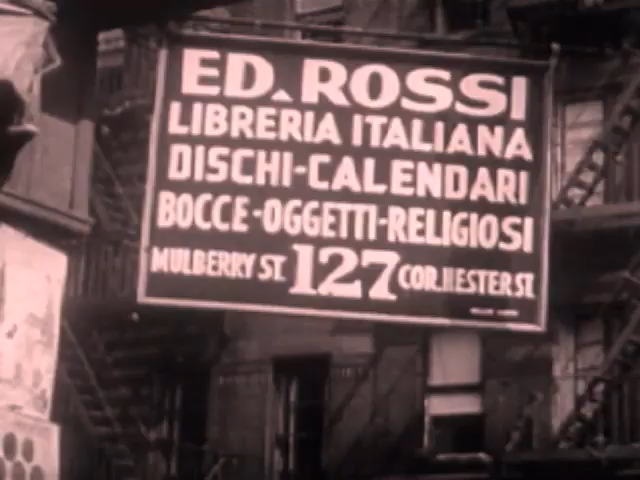 ED. ROSSI
LIBRERIA ITALIANA
DISCHI-CALENDARI
BOCCE-OGGETTI-RELIGIOSI
MULBERRY ST. 127 COR. HESTER ST.